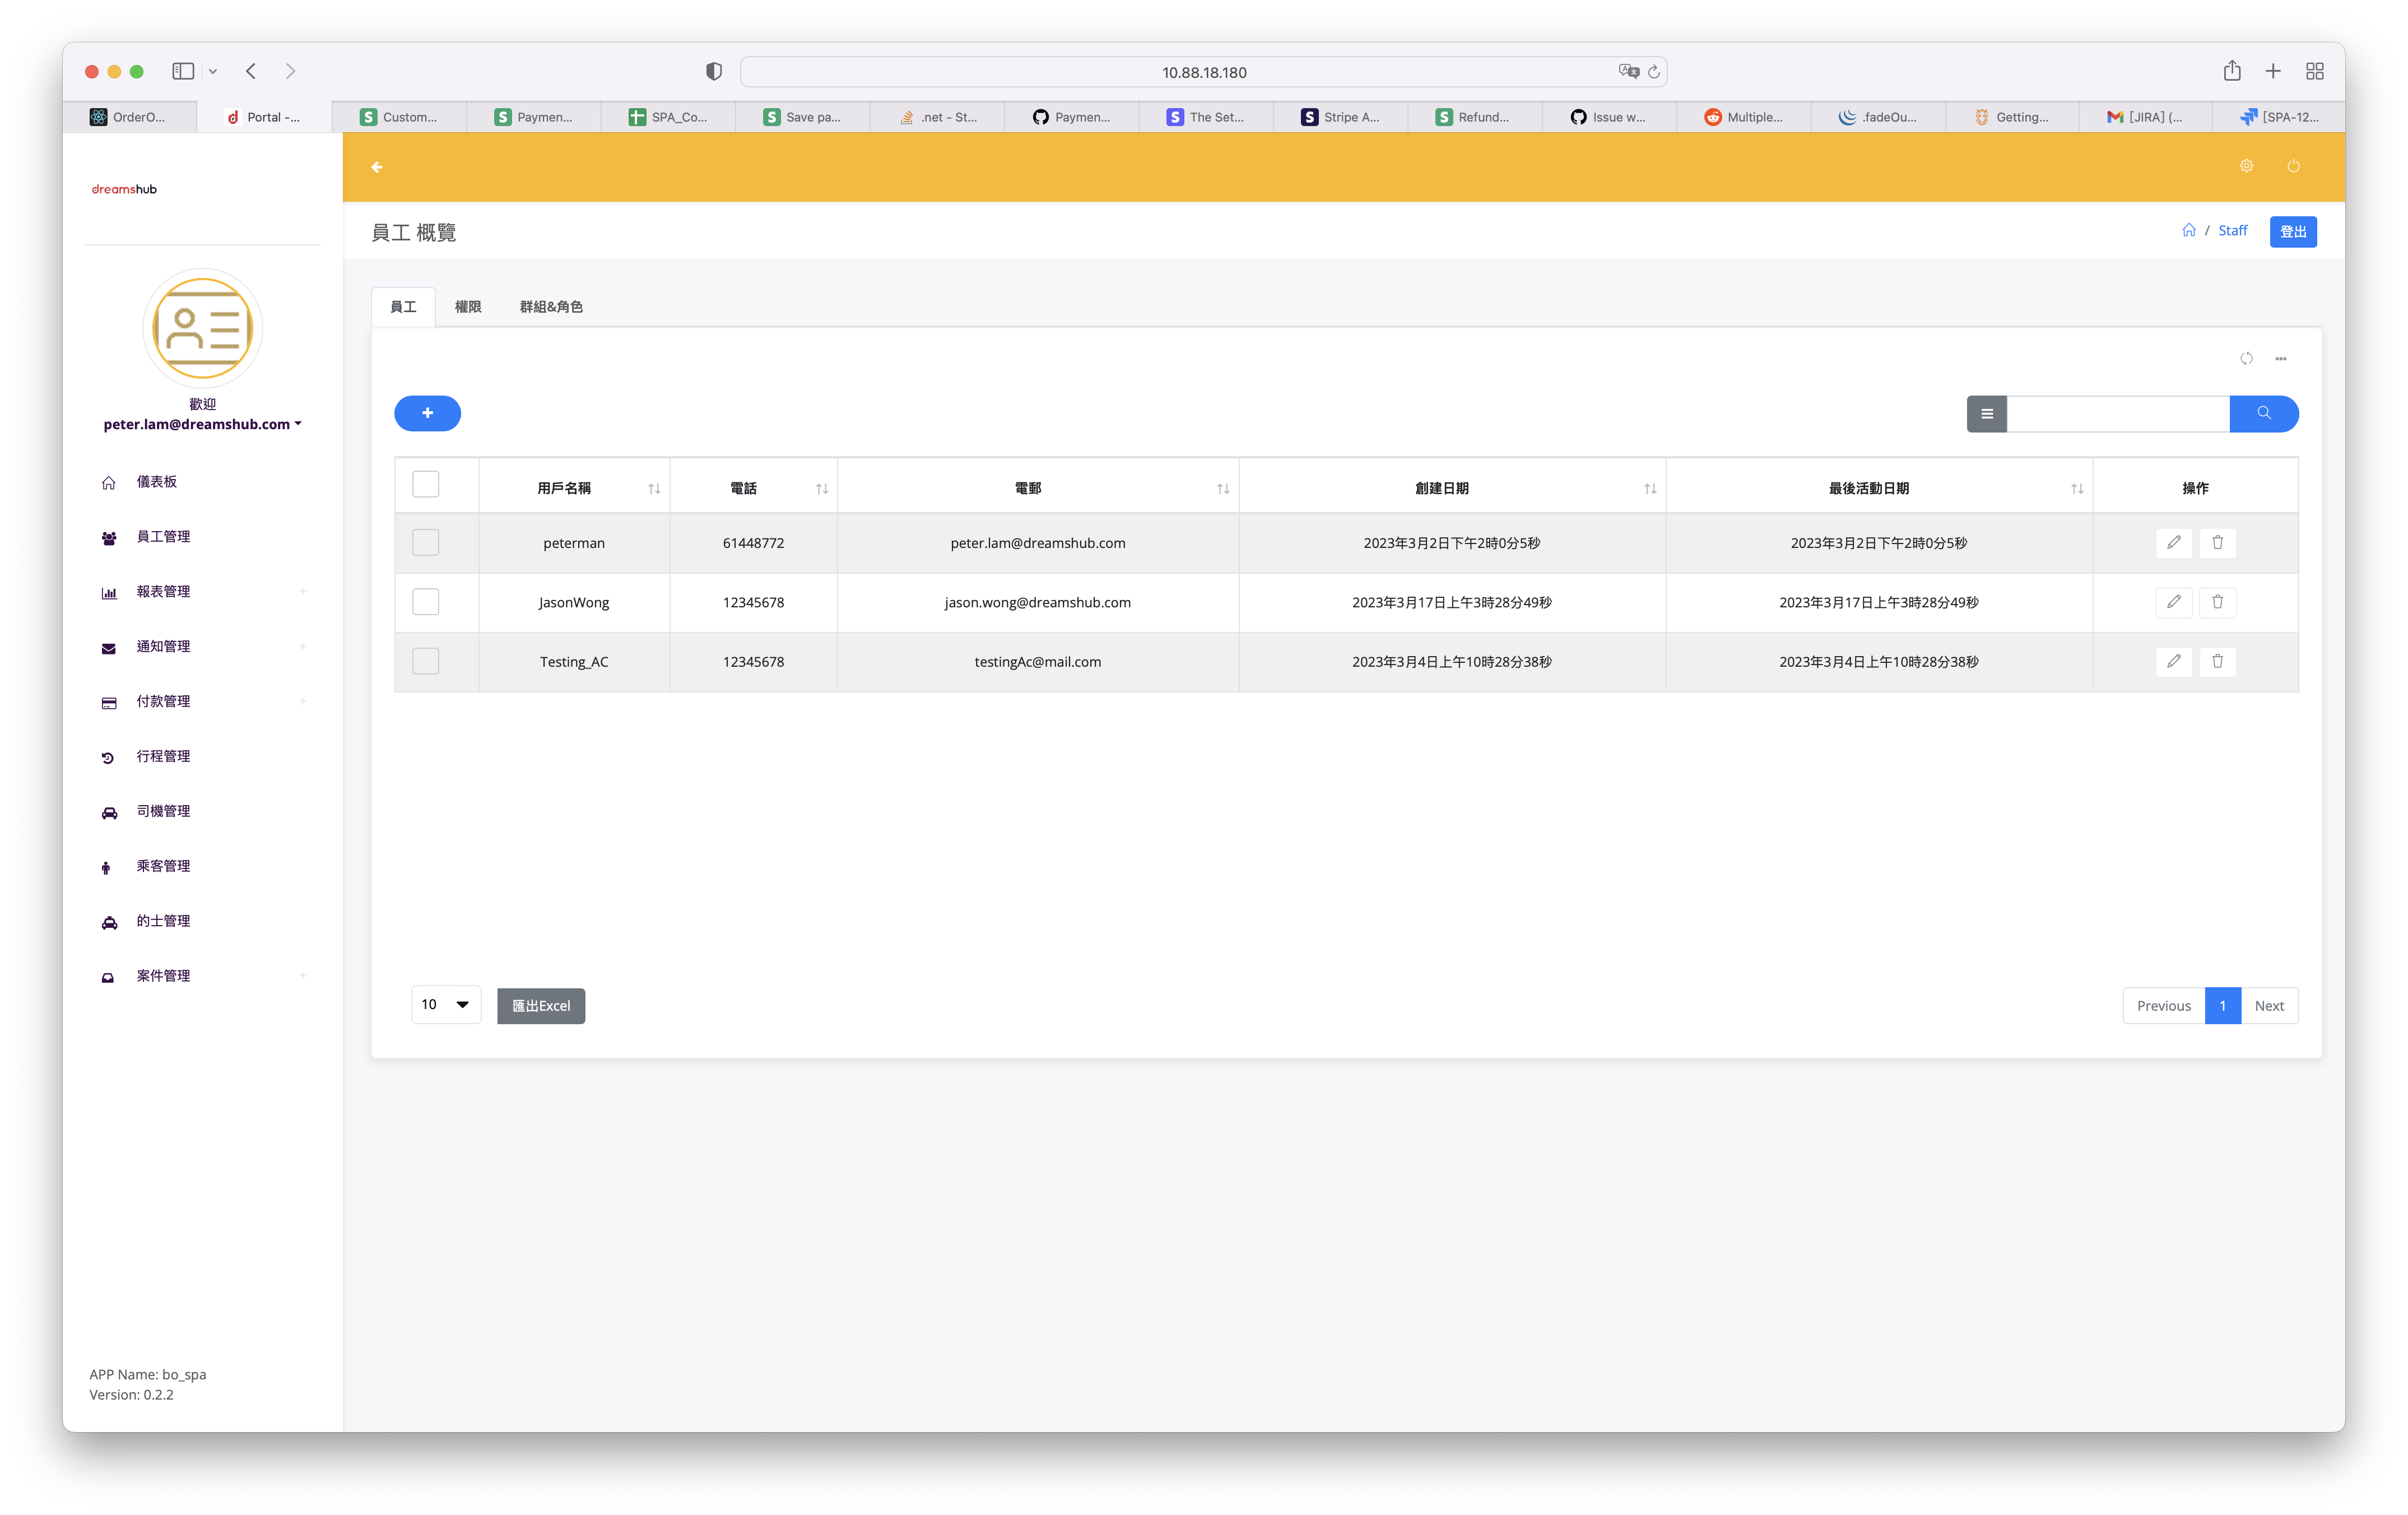 10.88.18.180
OrderO...
Portal -...
Custom...
Paymen...
SPA_Co...
Save pa...
.net - St...
Paymen...
The Set...
Stripe A...
Refund...
Issue w...
Multiple...
.fadeOu...
Getting...
[JIRA] (...
[SPA-12...
dreamshub
歡迎
peter.lam@dreamshub.com
儀表板
員工管理
報表管理
通知管理
付款管理
行程管理
司機管理
乘客管理
的士管理
案件管理
APP Name: bo_spa
Version: 0.2.2
員工 概覽
/ Staff
登出
員工 權限 群組&角色
用戶名稱 電話 電郵 創建日期 最後活動日期 操作
peterman 61448772 peter.lam@dreamshub.com 2023年3月2日下午2時0分5秒 2023年3月2日下午2時0分5秒
JasonWong 12345678 jason.wong@dreamshub.com 2023年3月17日上午3時28分49秒 2023年3月17日上午3時28分49秒
Testing_AC 12345678 testingAc@mail.com 2023年3月4日上午10時28分38秒 2023年3月4日上午10時28分38秒
10
匯出Excel
Previous 1 Next